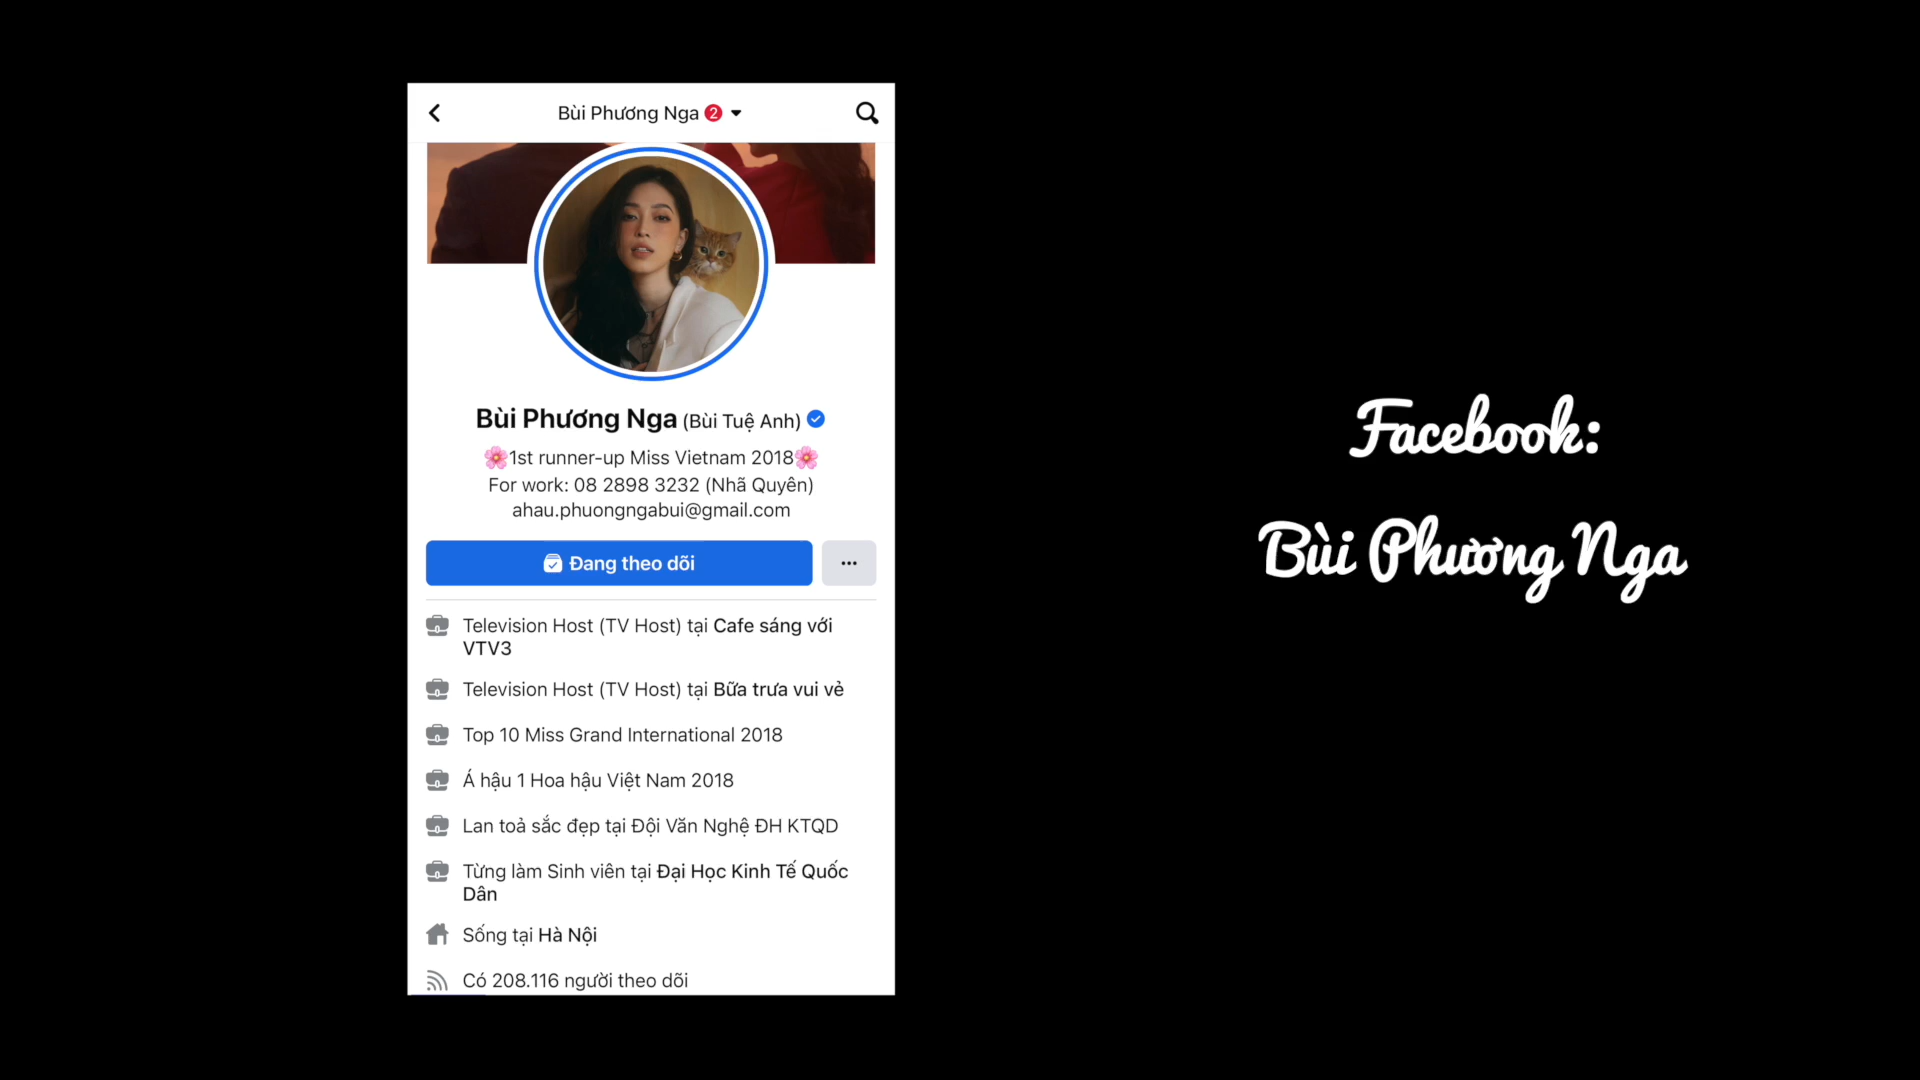 Bùi Phương Nga 2
Bùi Phương Nga (Bùi Tuệ Anh)
🌸1st runner-up Miss Vietnam 2018🌸
For work: 08 2898 3232 (Nhã Quyên)
ahau.phuongngabui@gmail.com
Đang theo dõi
Television Host (TV Host) tại Cafe sáng với
VTV3
Television Host (TV Host) tại Bữa trưa vui vẻ
Top 10 Miss Grand International 2018
Á hậu 1 Hoa hậu Việt Nam 2018
Lan toả sắc đẹp tại Đội Văn Nghệ ĐH KTQD
Từng làm Sinh viên tại Đại Học Kinh Tế Quốc
Dân
Sống tại Hà Nội
Có 208.116 người theo dõi
Facebook:
Bùi Phương Nga